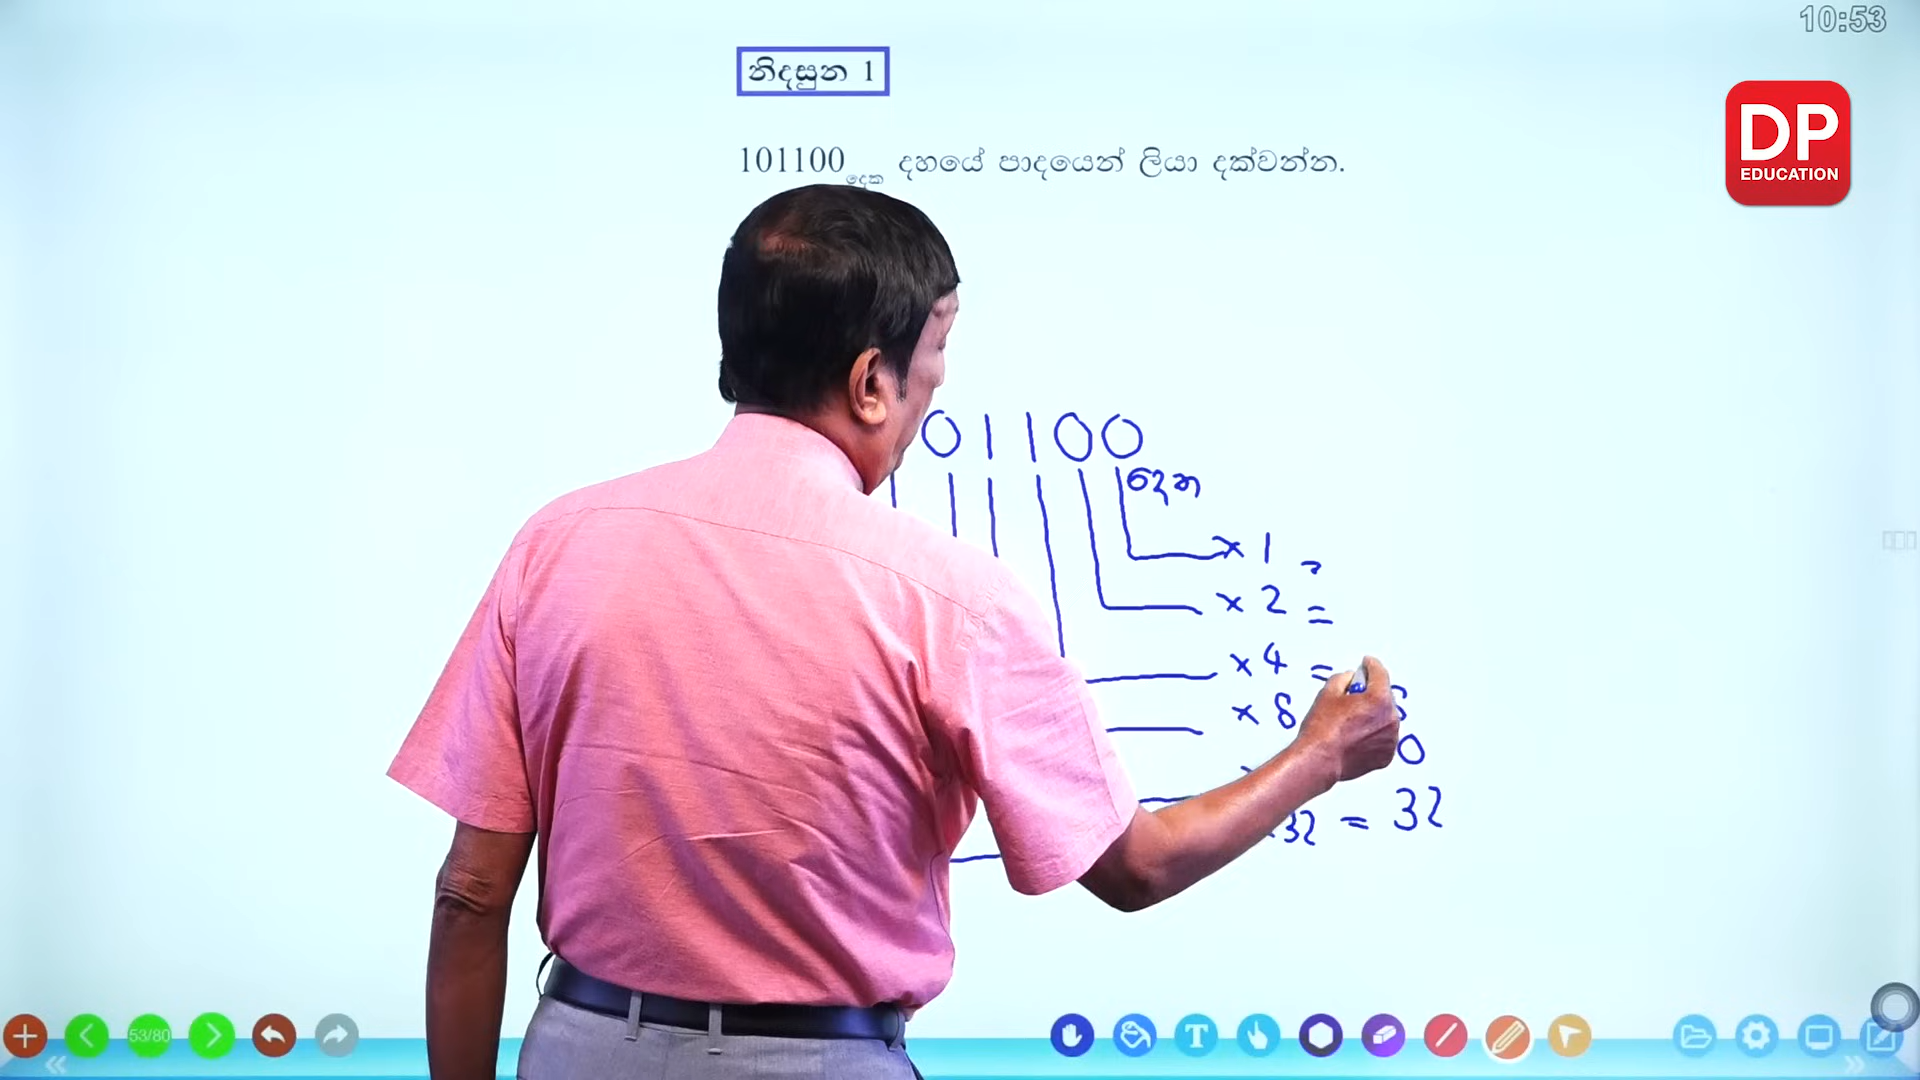 10:53
නිදසුන 1
DP
EDUCATION
101100දෙක දහයේ පාදයෙන් ලියා දක්වන්න.
01100
දෙක
× 1 =
× 2 =
× 4 =
× 8
0
32 = 32
53/80